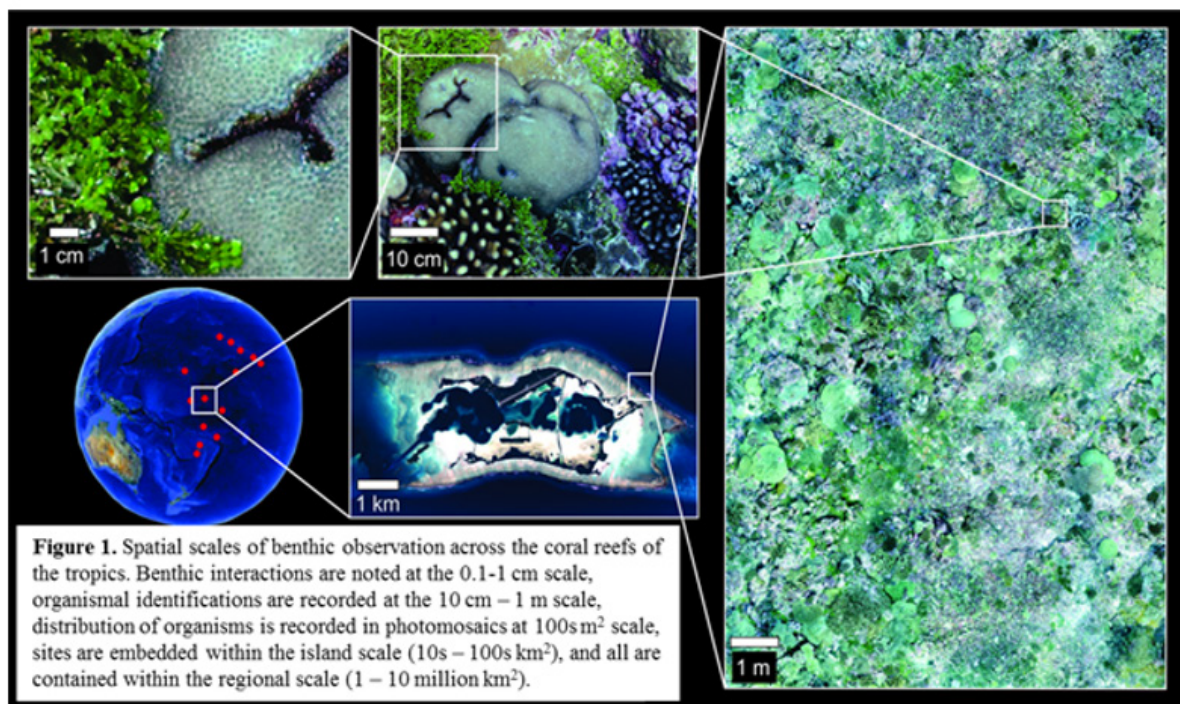 1 cm
10 cm
1 km
1 m
Figure 1. Spatial scales of benthic observation across the coral reefs of
the tropics. Benthic interactions are noted at the 0.1-1 cm scale,
organismal identifications are recorded at the 10 cm – 1 m scale,
distribution of organisms is recorded in photomosaics at 100s m² scale,
sites are embedded within the island scale (10s – 100s km²), and all are
contained within the regional scale (1 – 10 million km²).